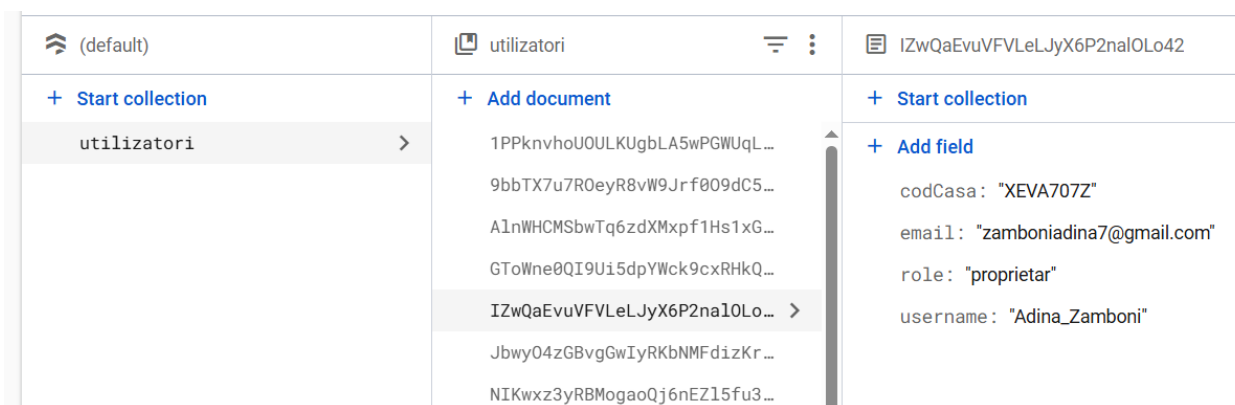 (default)
+ Start collection
utilizatori
utilizatori
+ Add document
1PPknvhoUOULKUgbLA5wPGWUqL…
9bbTX7u7ROeyR8vW9Jrf0O9dC5…
AlnWHCMSbwTq6zdXMxpf1Hs1xG…
GToWne0QI9Ui5dpYWck9cxRHkQ…
IZwQaEvuVFVLeLJyX6P2nalOLo…
JbwyO4zGBvgGwIyRKbNMFdizKr…
NIKwxz3yRBMogaoQj6nEZl5fu3…
IZwQaEvuVFVLeLJyX6P2nalOLo42
+ Start collection
+ Add field
codCasa: "XEVA707Z"
email: "zamboniadina7@gmail.com"
role: "proprietar"
username: "Adina_Zamboni"